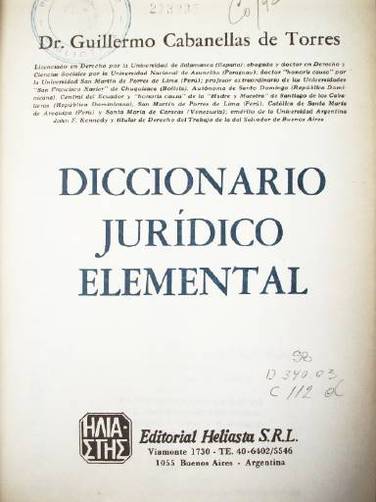 Dr. Guillermo Cabanellas de Torres
Licenciado en Derecho por la Universidad de Salamanca (España); abogado y doctor en Derecho y
Ciencias Sociales por la Universidad Nacional de Asunción (Paraguay); doctor "honoris causa" por
la Universidad San Martín de Porres de Lima (Perú); profesor extraordinario de las Universidades
"San Francisco Xavier" de Chuquisaca (Bolivia), Autónoma de Santo Domingo (República Domi-
nicana), Central del Ecuador y "honoris causa" de la "Madre y Maestra" de Santiago de los Caba-
lleros (República Dominicana), San Martín de Porres de Lima (Perú), Católica de Santa María
de Arequipa (Perú) y Santa María de Caracas (Venezuela); emérito de la Universidad Argentina
John F. Kennedy y titular de Derecho del Trabajo de la del Salvador de Buenos Aires
DICCIONARIO
JURÍDICO
ELEMENTAL
D 340.03
C 112
ΗΛΙΑ-
ΣΤΗΣ
Editorial Heliasta S.R.L.
Viamonte 1730 - TE. 40-6402/5546
1055 Buenos Aires - Argentina